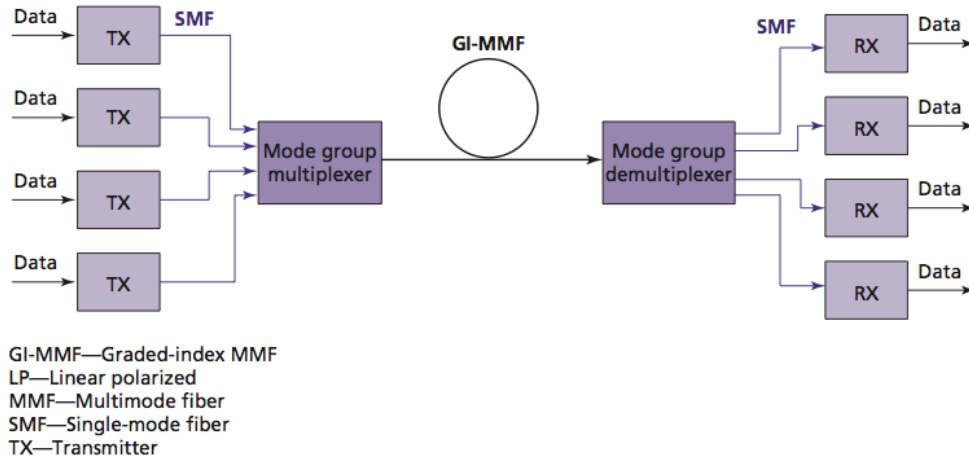 Data
TX
SMF
Data
TX
Data
TX
Data
TX
Mode group
multiplexer
GI-MMF
Mode group
demultiplexer
SMF
RX
Data
RX
Data
RX
Data
RX
Data
GI-MMF—Graded-index MMF
LP—Linear polarized
MMF—Multimode fiber
SMF—Single-mode fiber
TX—Transmitter